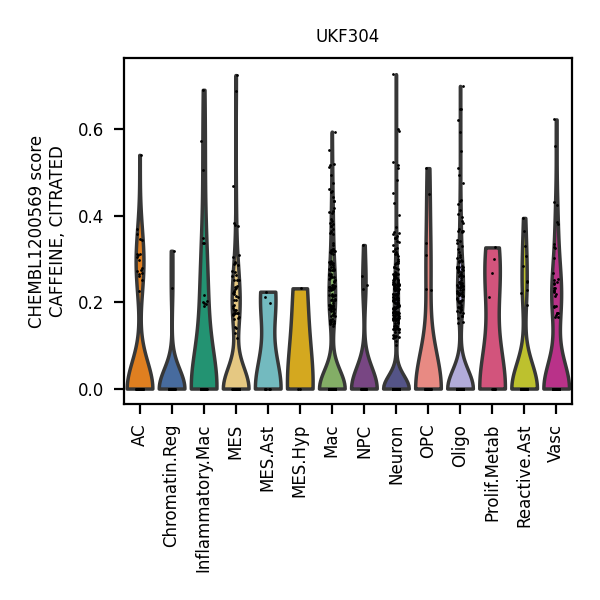 UKF304
CHEMBL1200569 score
CAFFEINE, CITRATED
0.6
0.4
0.2
0.0
AC
Chromatin.Reg
Inflammatory.Mac
MES
MES.Ast
MES.Hyp
Mac
NPC
Neuron
OPC
Oligo
Prolif.Metab
Reactive.Ast
Vasc